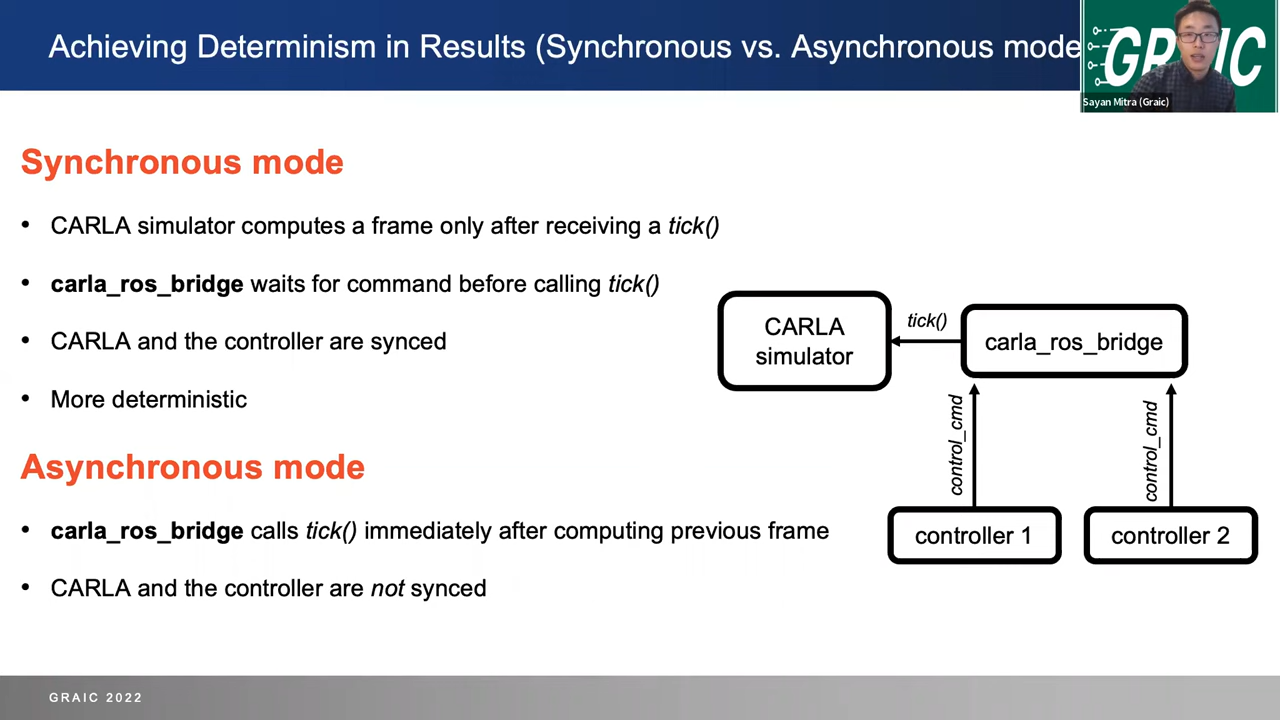 Achieving Determinism in Results (Synchronous vs. Asynchronous mode
GRAIC
Sayan Mitra (Graic)
Synchronous mode
• CARLA simulator computes a frame only after receiving a tick()
• carla_ros_bridge waits for command before calling tick()
• CARLA and the controller are synced
• More deterministic
Asynchronous mode
• carla_ros_bridge calls tick() immediately after computing previous frame
• CARLA and the controller are not synced
CARLA
simulator
tick()
carla_ros_bridge
control_cmd
control_cmd
controller 1
controller 2
GRAIC 2022